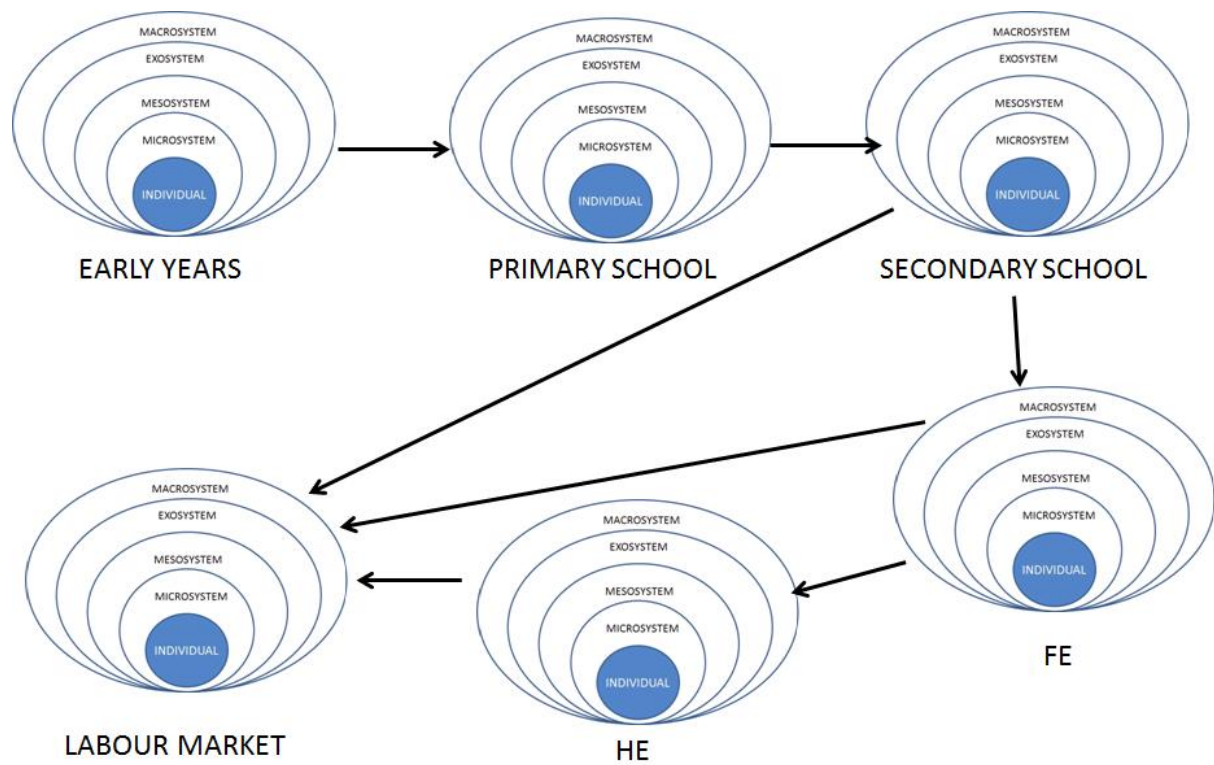 MACROSYSTEM
EXOSYSTEM
MESOSYSTEM
MICROSYSTEM
INDIVIDUAL
EARLY YEARS
MACROSYSTEM
EXOSYSTEM
MESOSYSTEM
MICROSYSTEM
INDIVIDUAL
PRIMARY SCHOOL
MACROSYSTEM
EXOSYSTEM
MESOSYSTEM
MICROSYSTEM
INDIVIDUAL
SECONDARY SCHOOL
MACROSYSTEM
EXOSYSTEM
MESOSYSTEM
MICROSYSTEM
INDIVIDUAL
FE
MACROSYSTEM
EXOSYSTEM
MESOSYSTEM
MICROSYSTEM
INDIVIDUAL
HE
MACROSYSTEM
EXOSYSTEM
MESOSYSTEM
MICROSYSTEM
INDIVIDUAL
LABOUR MARKET